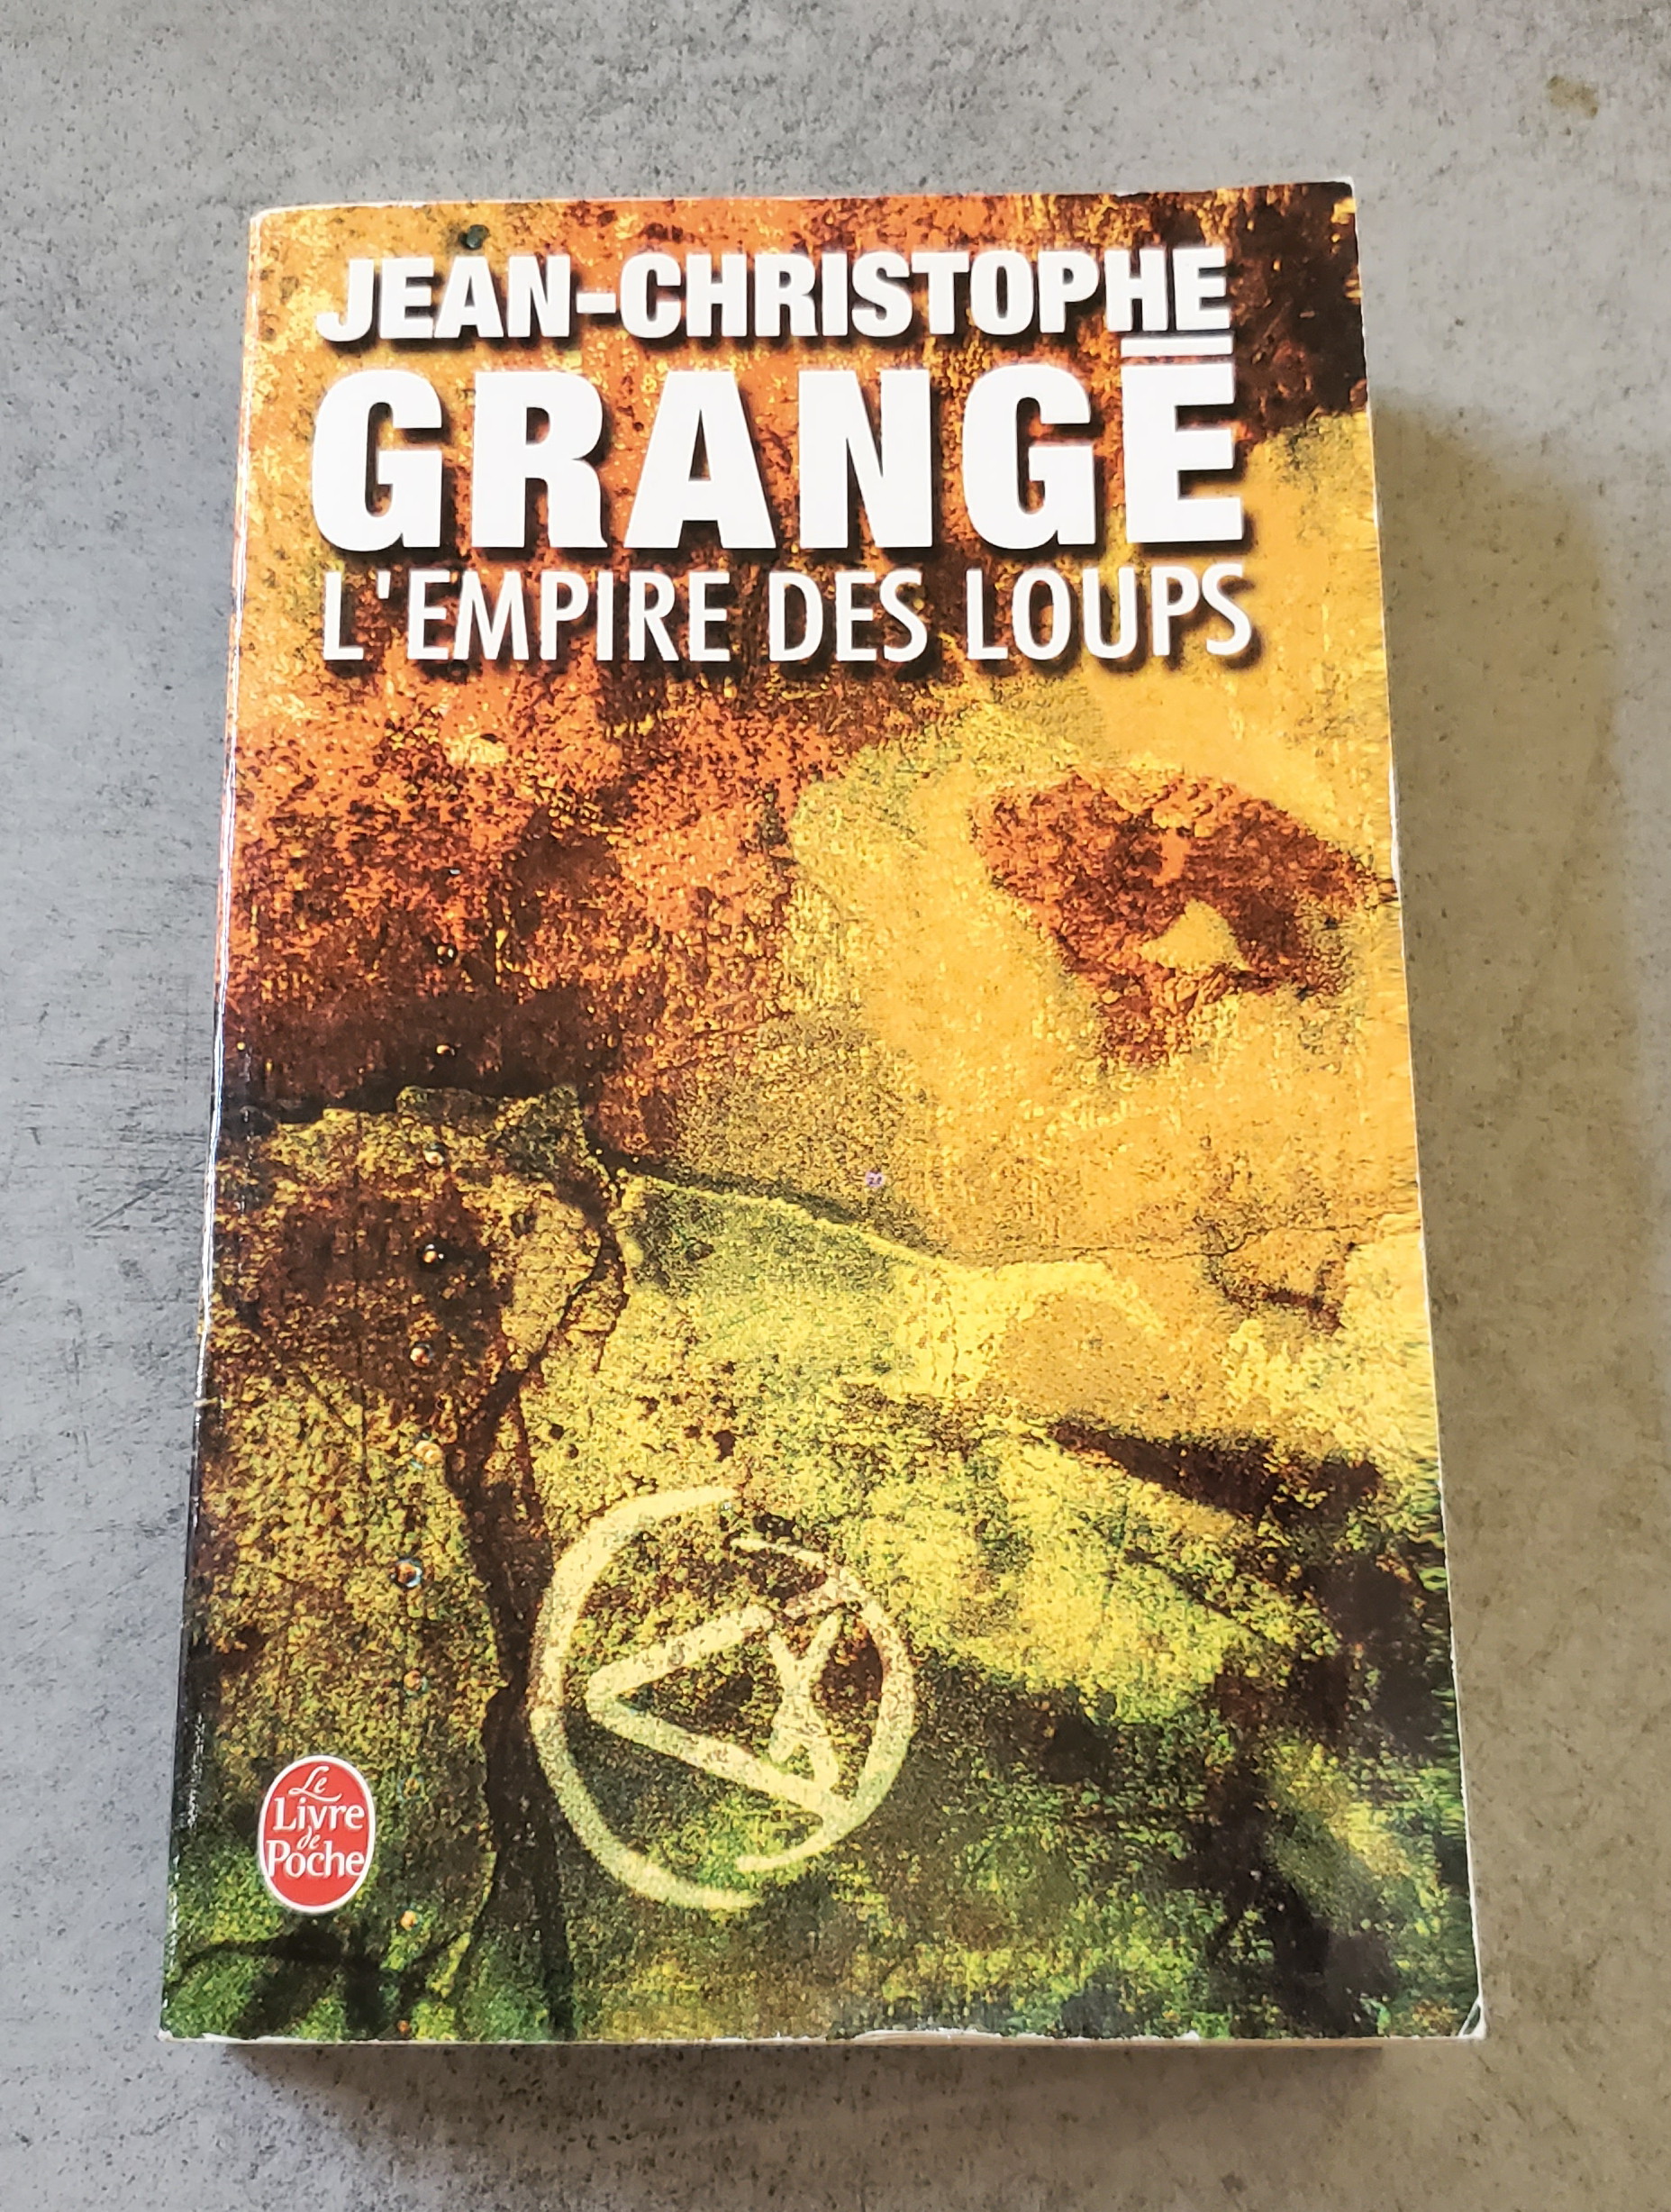 JEAN-CHRISTOPHE
GRANGÉ
L'EMPIRE DES LOUPS
Le
Livre
de
Poche